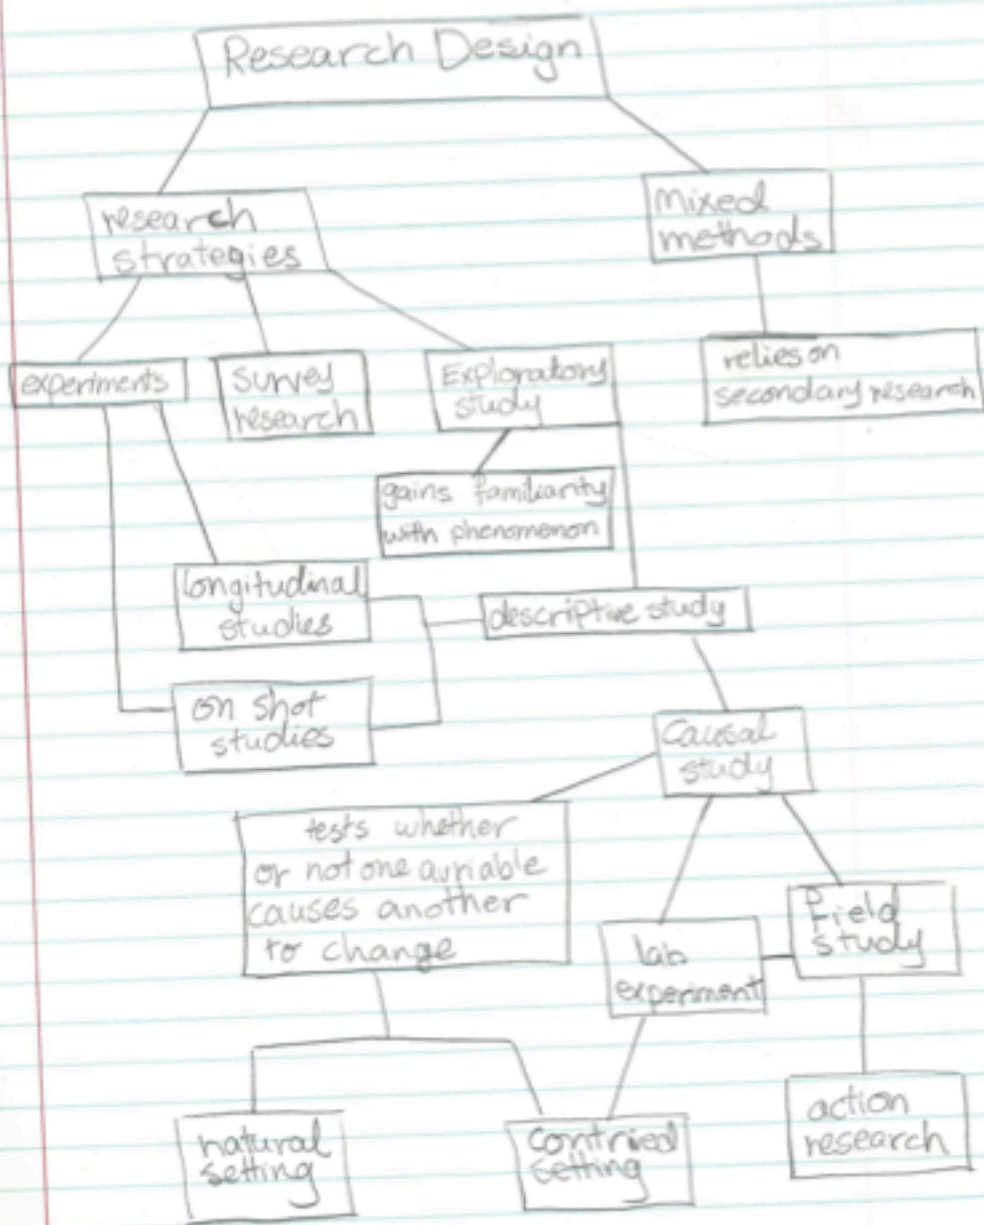 Research Design
research
strategies
mixed
methods
experiments
survey
research
Exploratory
study
relies on
secondary research
gains familiarity
with phenomenon
longitudinal
studies
descriptive study
on shot
studies
Causal
study
tests whether
or not one avriable
causes another
to change
field
study
lab
experiment
action
research
natural
setting
contrived
setting